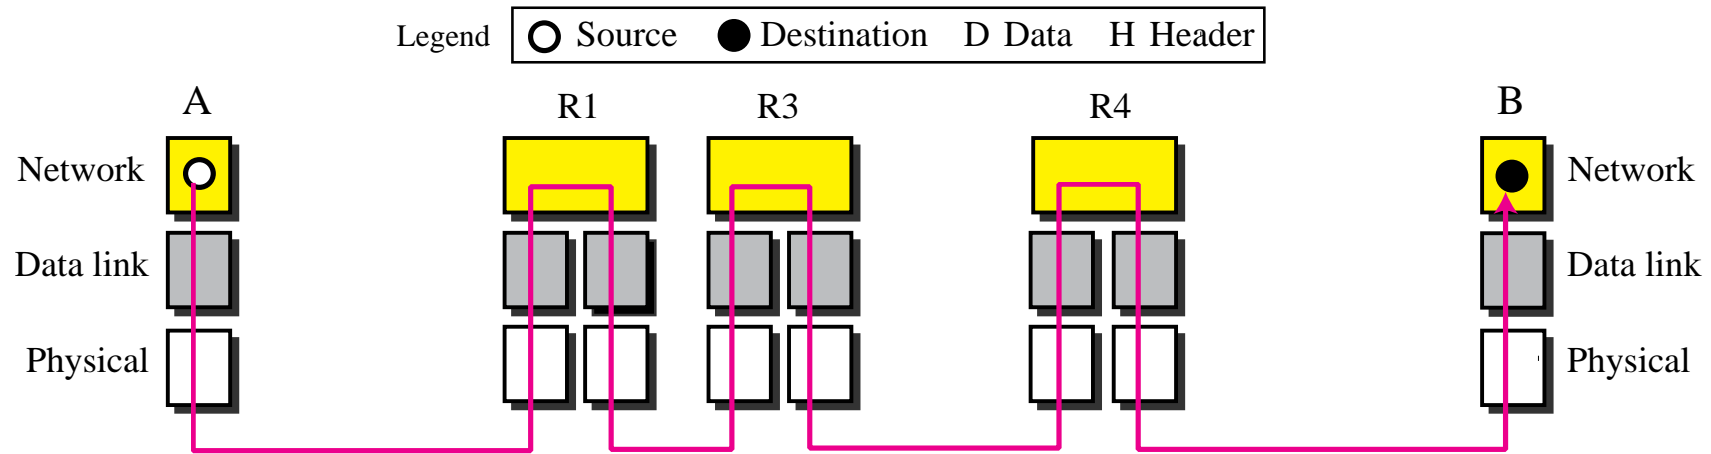 Legend Source Destination D Data H Header
A R1 R3 R4 B
Network Network
Data link Data link
Physical Physical